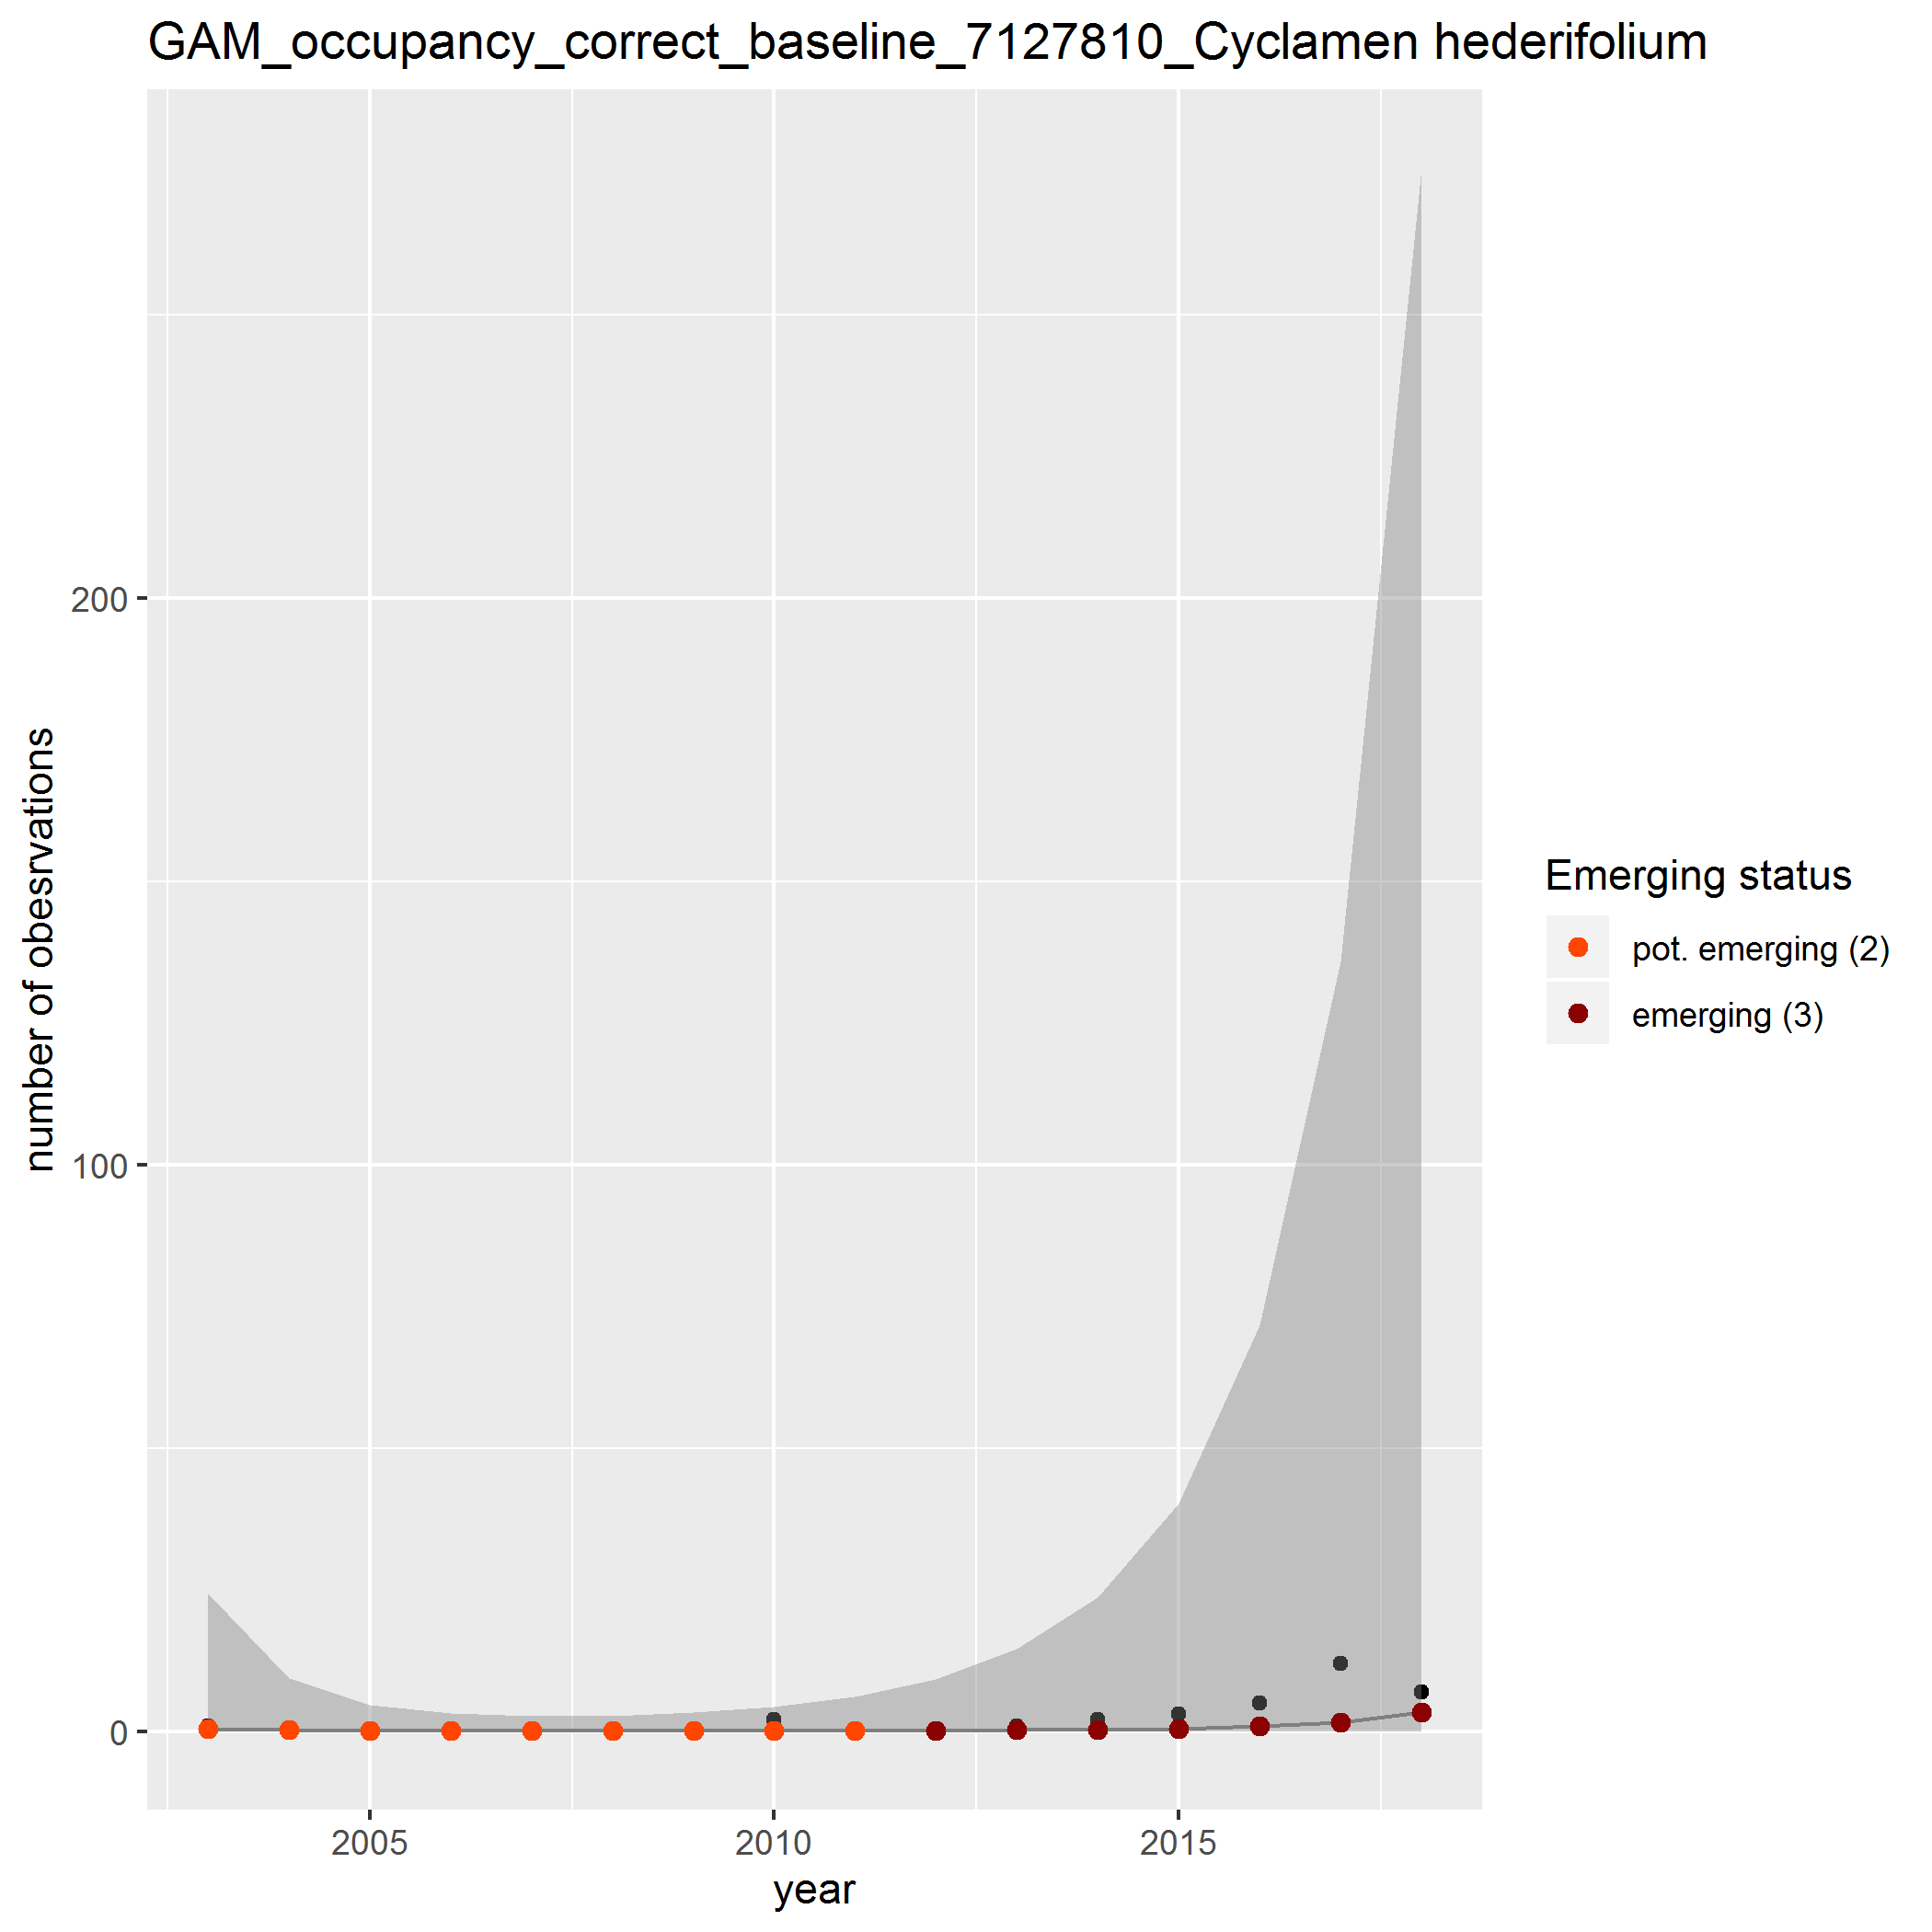 GAM_occupancy_correct_baseline_7127810_Cyclamen hederifolium
number of obesrvations
200
100
0
2005 2010 2015
year
Emerging status
pot. emerging (2)
emerging (3)